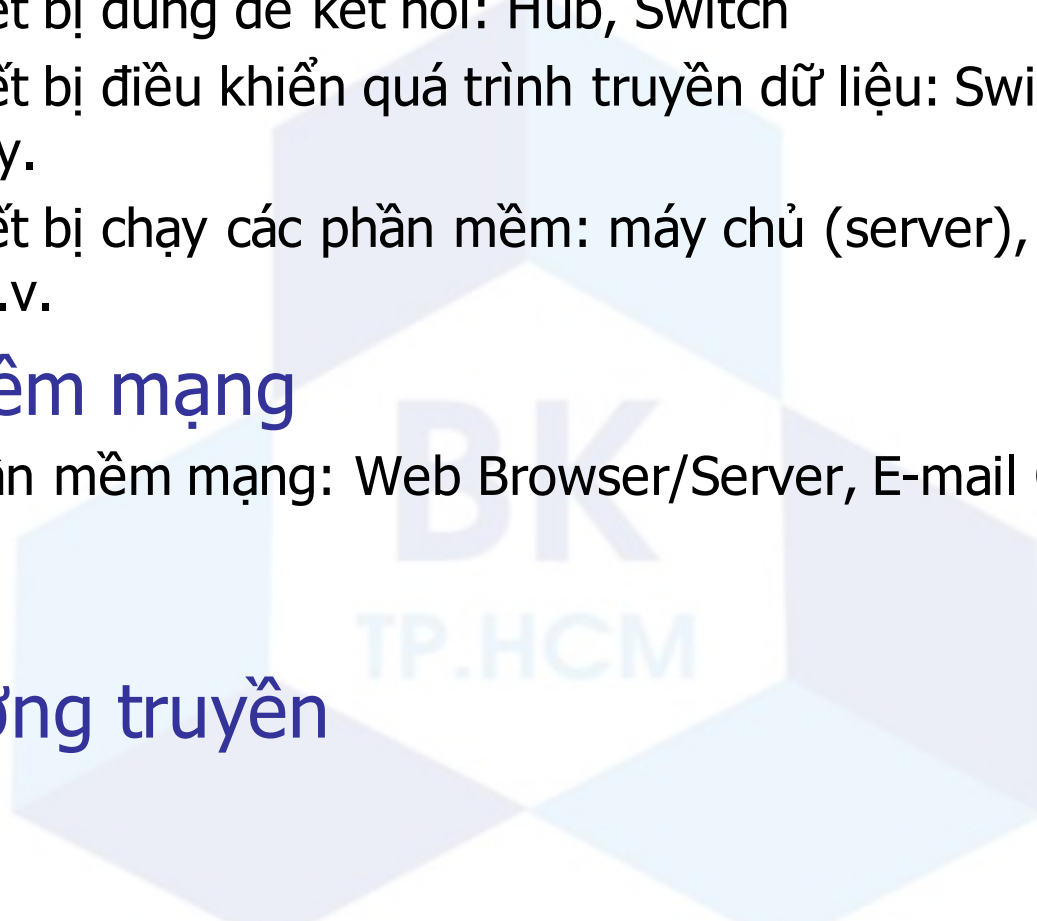 ết bị dùng để kết nối: Hub, Switch
ết bị điều khiển quá trình truyền dữ liệu: Swi
y.
ết bị chạy các phần mềm: máy chủ (server),
.v.
ềm mạng
ần mềm mạng: Web Browser/Server, E-mail
BK
TP.HCM
ờng truyền